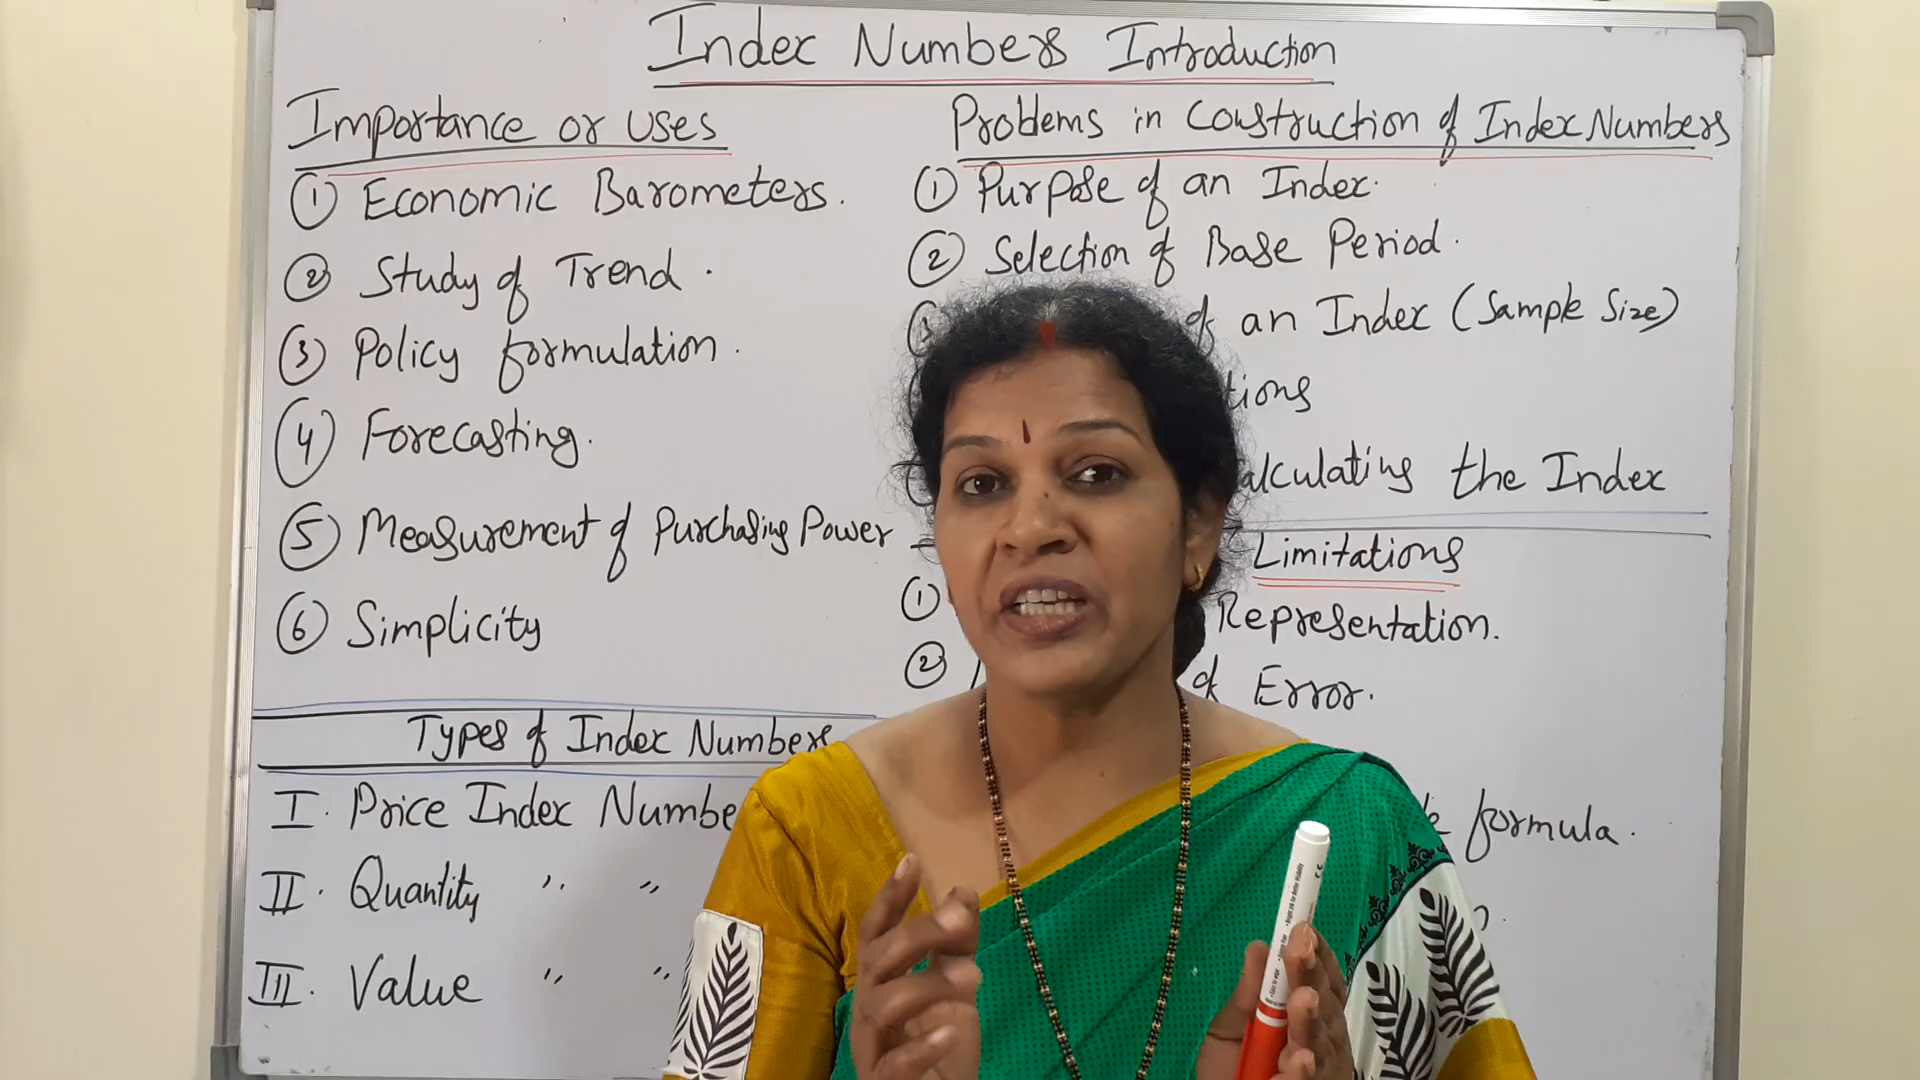 Index Numbers Introduction
Importance or Uses
① Economic Barometers.
② Study of Trend.
③ Policy formulation.
④ Forecasting.
⑤ Measurement of Purchasing Power
⑥ Simplicity
Types of Index Numbers
I. Price Index Numbe
II. Quantity ,, ,,
III. Value ,, ,,
Problems in Construction of Index Numbers
① Purpose of an Index.
② Selection of Base Period.
of an Index (Sample Size)
tions
alculating the Index
Limitations
① Representation.
② of Error.
formula.